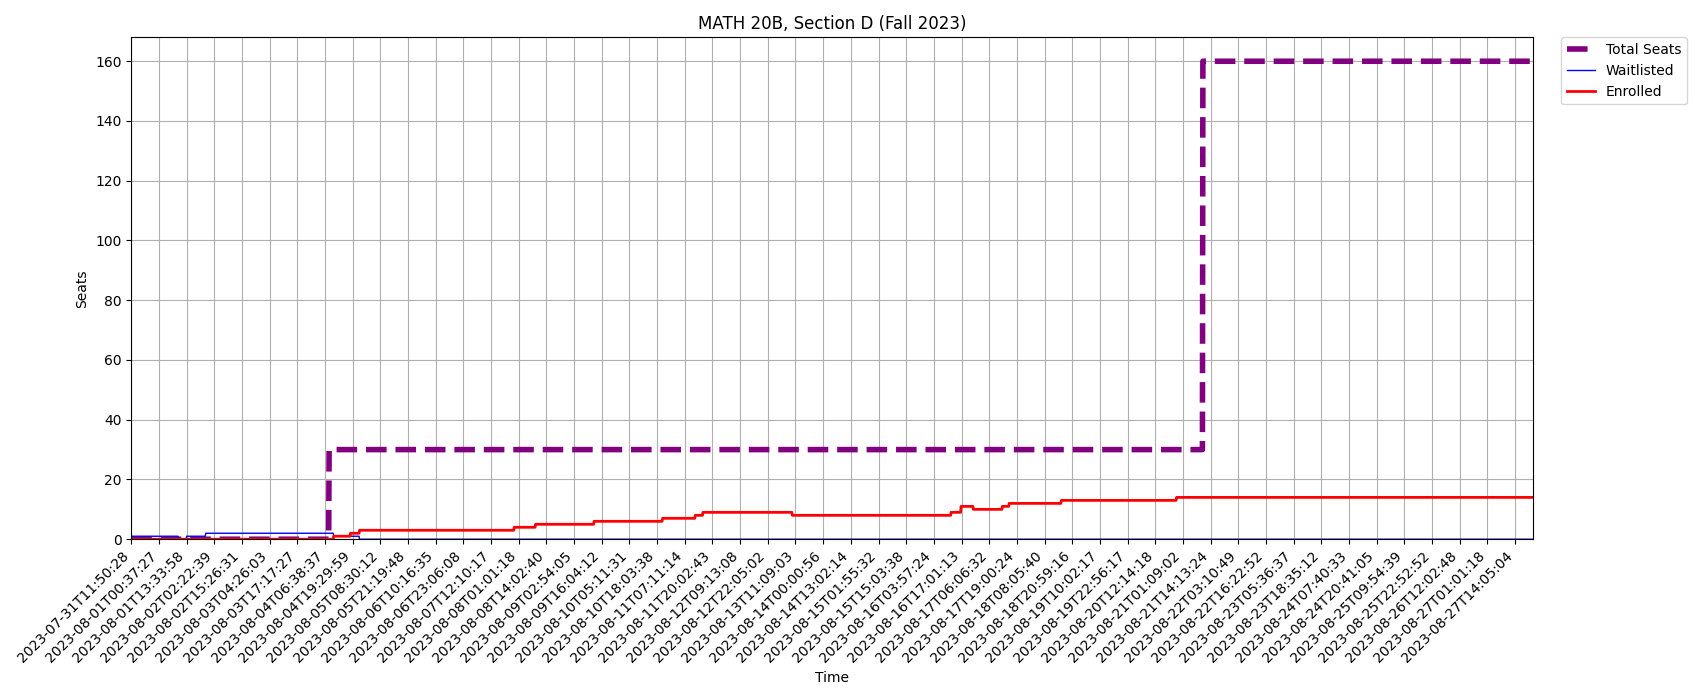 MATH 20B, Section D (Fall 2023)
Total Seats
Waitlisted
Enrolled
160
140
120
100
80
60
40
20
0
Seats
2023-07-31T11:50:28
2023-08-01T00:37:27
2023-08-01T13:33:58
2023-08-02T02:22:39
2023-08-02T15:26:31
2023-08-03T04:26:03
2023-08-03T17:17:27
2023-08-04T06:38:37
2023-08-04T19:29:59
2023-08-05T08:30:12
2023-08-05T21:19:48
2023-08-06T10:16:35
2023-08-06T23:06:08
2023-08-07T12:10:17
2023-08-08T01:01:18
2023-08-08T14:02:40
2023-08-09T02:54:05
2023-08-09T16:04:12
2023-08-10T05:11:31
2023-08-10T18:03:38
2023-08-11T07:11:14
2023-08-11T20:02:43
2023-08-12T09:13:08
2023-08-12T22:05:02
2023-08-13T11:09:03
2023-08-14T00:00:56
2023-08-14T13:02:14
2023-08-15T01:55:32
2023-08-15T15:03:38
2023-08-16T03:57:24
2023-08-16T17:01:13
2023-08-17T06:06:32
2023-08-17T19:00:24
2023-08-18T08:05:40
2023-08-18T20:59:16
2023-08-19T10:02:17
2023-08-19T22:56:17
2023-08-20T12:14:18
2023-08-21T01:09:02
2023-08-21T14:13:24
2023-08-22T03:10:49
2023-08-22T16:22:52
2023-08-23T05:36:37
2023-08-23T18:35:12
2023-08-24T07:40:33
2023-08-24T20:41:05
2023-08-25T09:54:39
2023-08-25T22:52:52
2023-08-26T12:02:48
2023-08-27T01:01:18
2023-08-27T14:05:04
Time